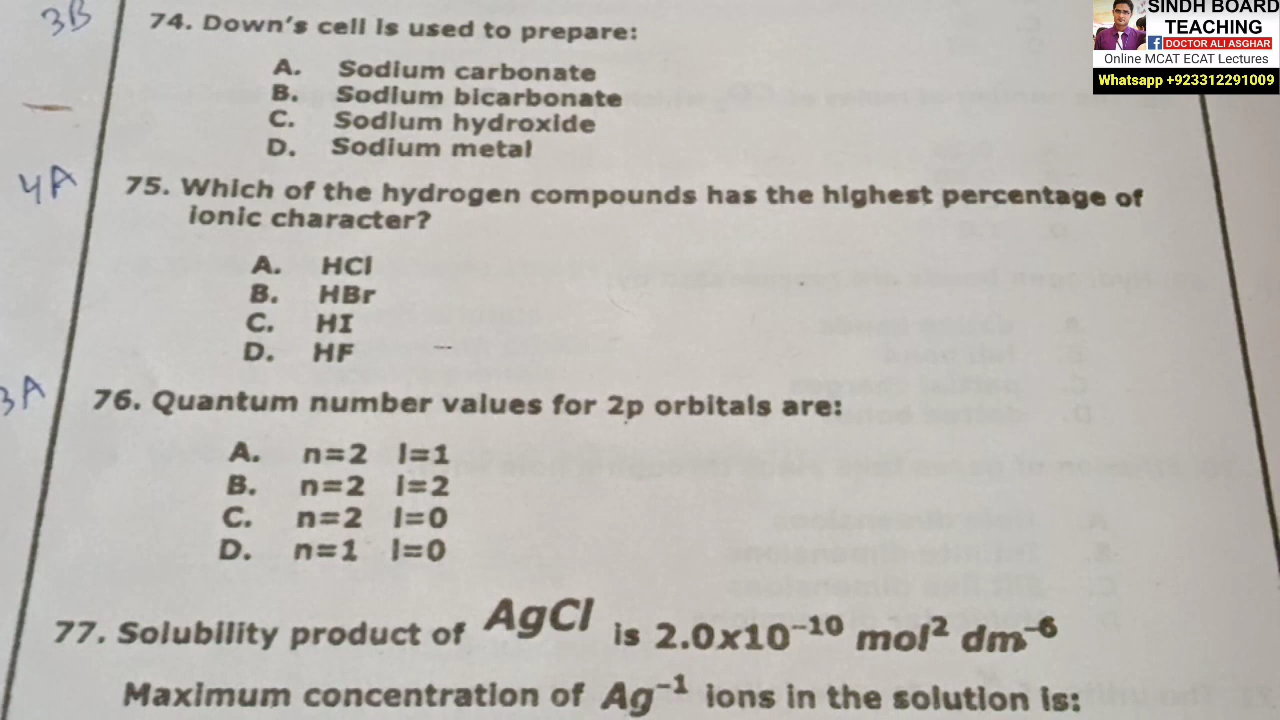 SINDH BOARD
TEACHING
f DOCTOR ALI ASGHAR
Online MCAT ECAT Lectures
Whatsapp +923312291009
3B
74. Down's cell is used to prepare:
A. Sodium carbonate
B. Sodium bicarbonate
C. Sodium hydroxide
D. Sodium metal
4A
75. Which of the hydrogen compounds has the highest percentage of
ionic character?
A. HCl
B. HBr
C. HI
D. HF
3A
76. Quantum number values for 2p orbitals are:
A. n=2 l=1
B. n=2 l=2
C. n=2 l=0
D. n=1 l=0
77. Solubility product of AgCl is 2.0x10⁻¹⁰ mol² dm⁻⁶
Maximum concentration of Ag⁻¹ ions in the solution is: